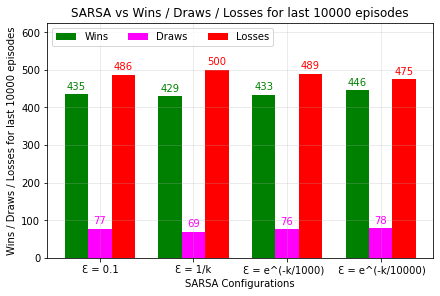 SARSA vs Wins / Draws / Losses for last 10000 episodes
Wins / Draws / Losses for last 10000 episodes
600
500
400
300
200
100
0
Wins Draws Losses
435 77 486
429 69 500
433 76 489
446 78 475
Ɛ = 0.1 Ɛ = 1/k Ɛ = e^(-k/1000) Ɛ = e^(-k/10000)
SARSA Configurations